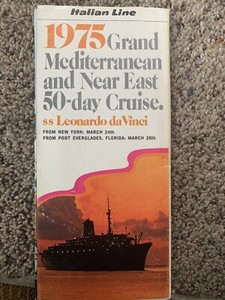 Italian Line
1975 Grand
Mediterranean
and Near East
50-day Cruise.
ss Leonardo daVinci
FROM NEW YORK: MARCH 24th
FROM PORT EVERGLADES, FLORIDA: MARCH 26th